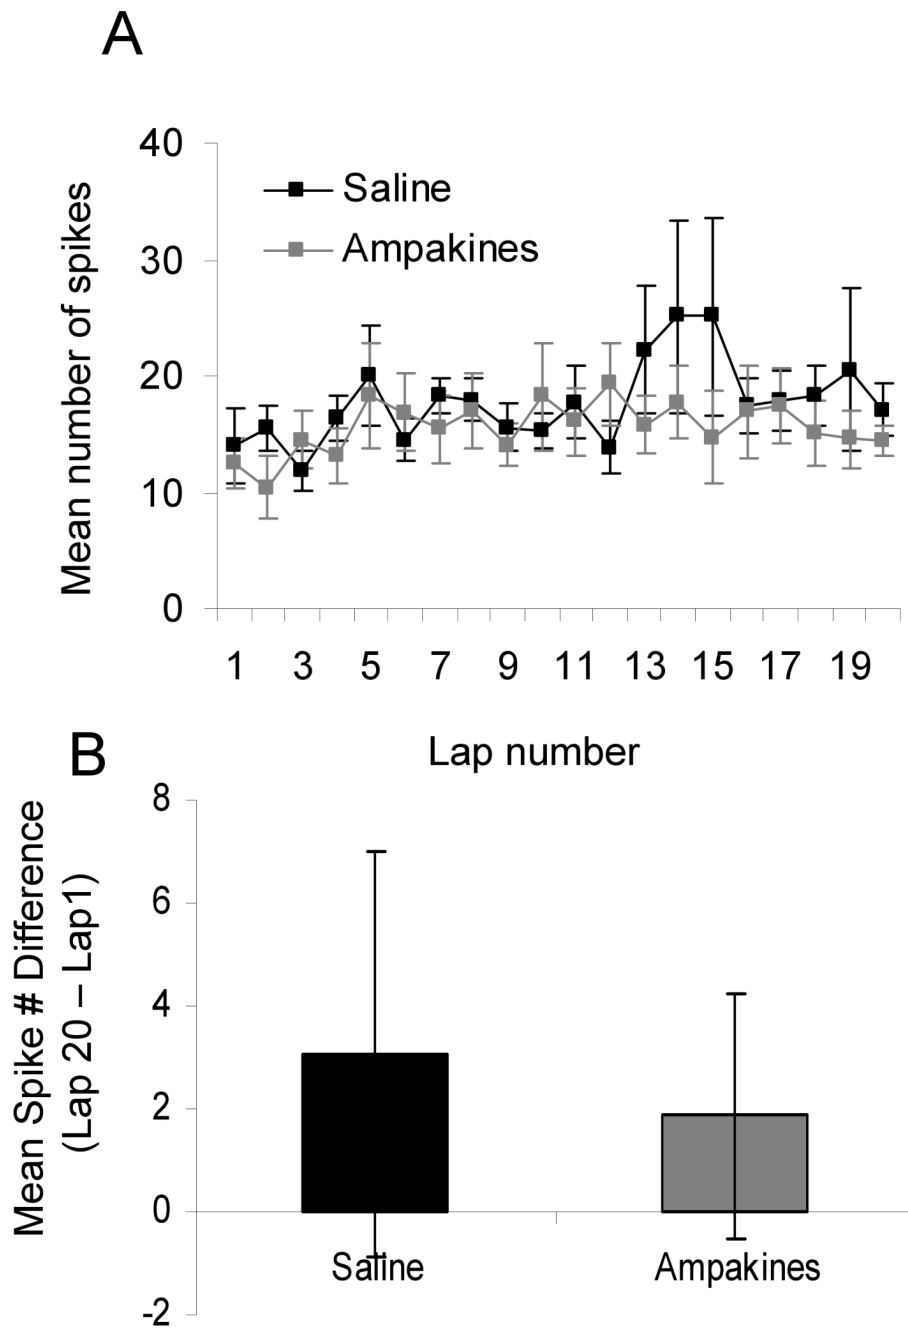 A
40
30
20
10
0
Mean number of spikes
Saline
Ampakines
1 3 5 7 9 11 13 15 17 19
Lap number
B
8
6
4
2
0
-2
Mean Spike # Difference
(Lap 20 – Lap1)
Saline Ampakines